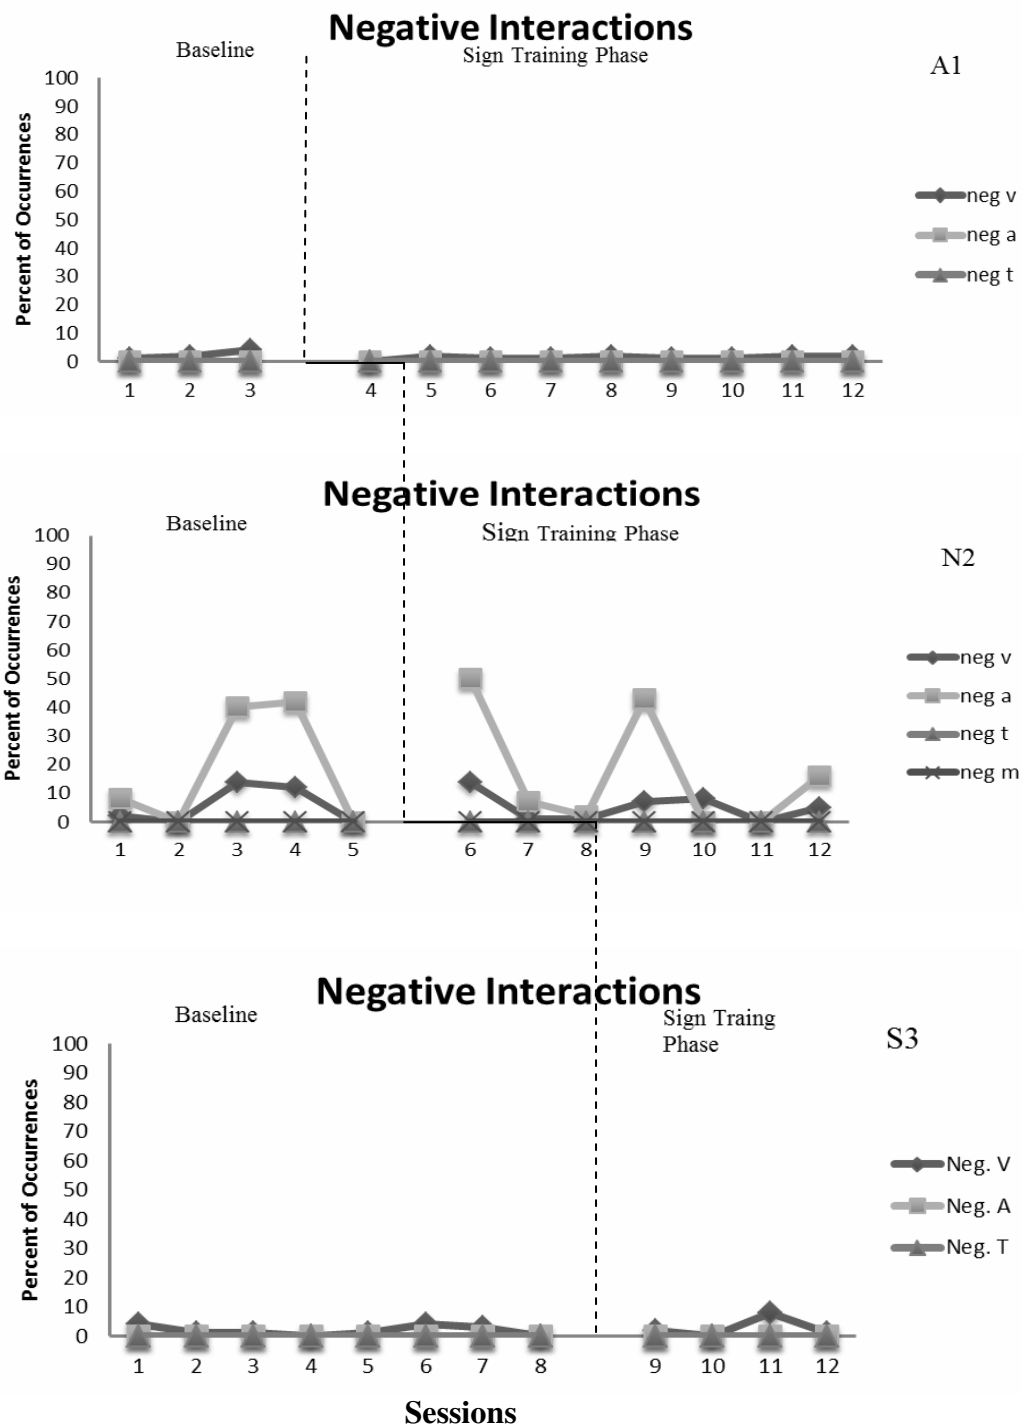 Negative Interactions
Baseline
Sign Training Phase
A1
100
90
80
70
60
50
40
30
20
10
0
Percent of Occurrences
1 2 3 4 5 6 7 8 9 10 11 12
neg v
neg a
neg t
Negative Interactions
Baseline
Sign Training Phase
N2
100
90
80
70
60
50
40
30
20
10
0
Percent of Occurrences
1 2 3 4 5 6 7 8 9 10 11 12
neg v
neg a
neg t
neg m
Negative Interactions
Baseline
Sign Traing
Phase
S3
100
90
80
70
60
50
40
30
20
10
0
Percent of Occurrences
1 2 3 4 5 6 7 8 9 10 11 12
Neg. V
Neg. A
Neg. T
Sessions